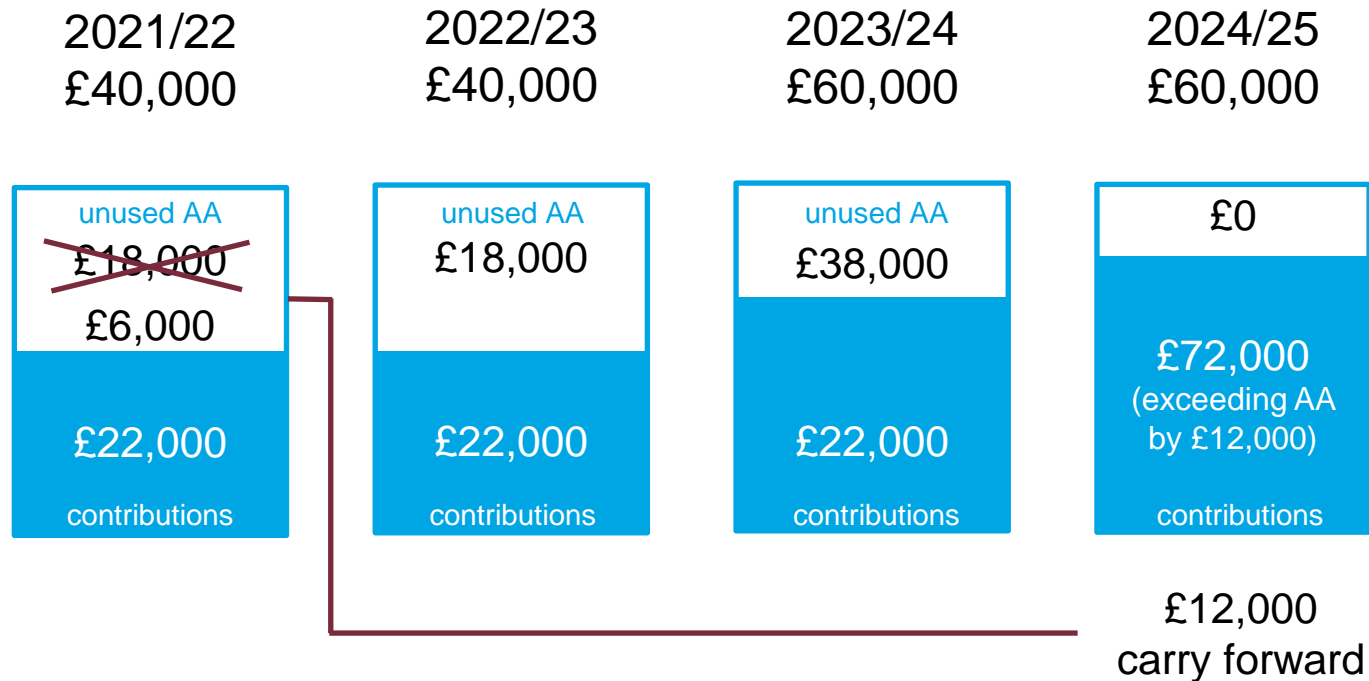 2021/22
£40,000
unused AA
£18,000
£6,000
£22,000
contributions
2022/23
£40,000
unused AA
£18,000
£22,000
contributions
2023/24
£60,000
unused AA
£38,000
£22,000
contributions
2024/25
£60,000
£0
£72,000
(exceeding AA
by £12,000)
contributions
£12,000
carry forward